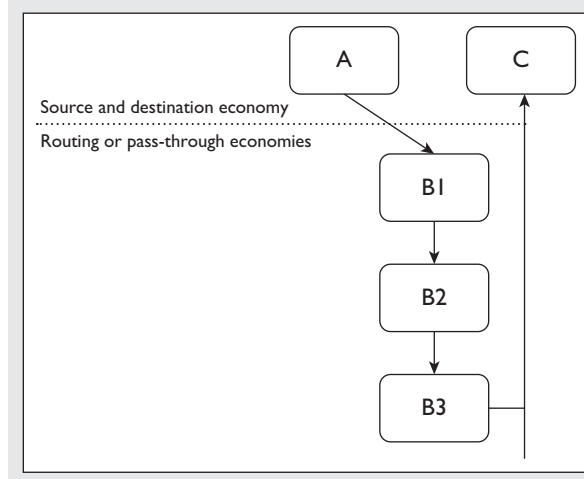 A
C
Source and destination economy
Routing or pass-through economies
B1
B2
B3